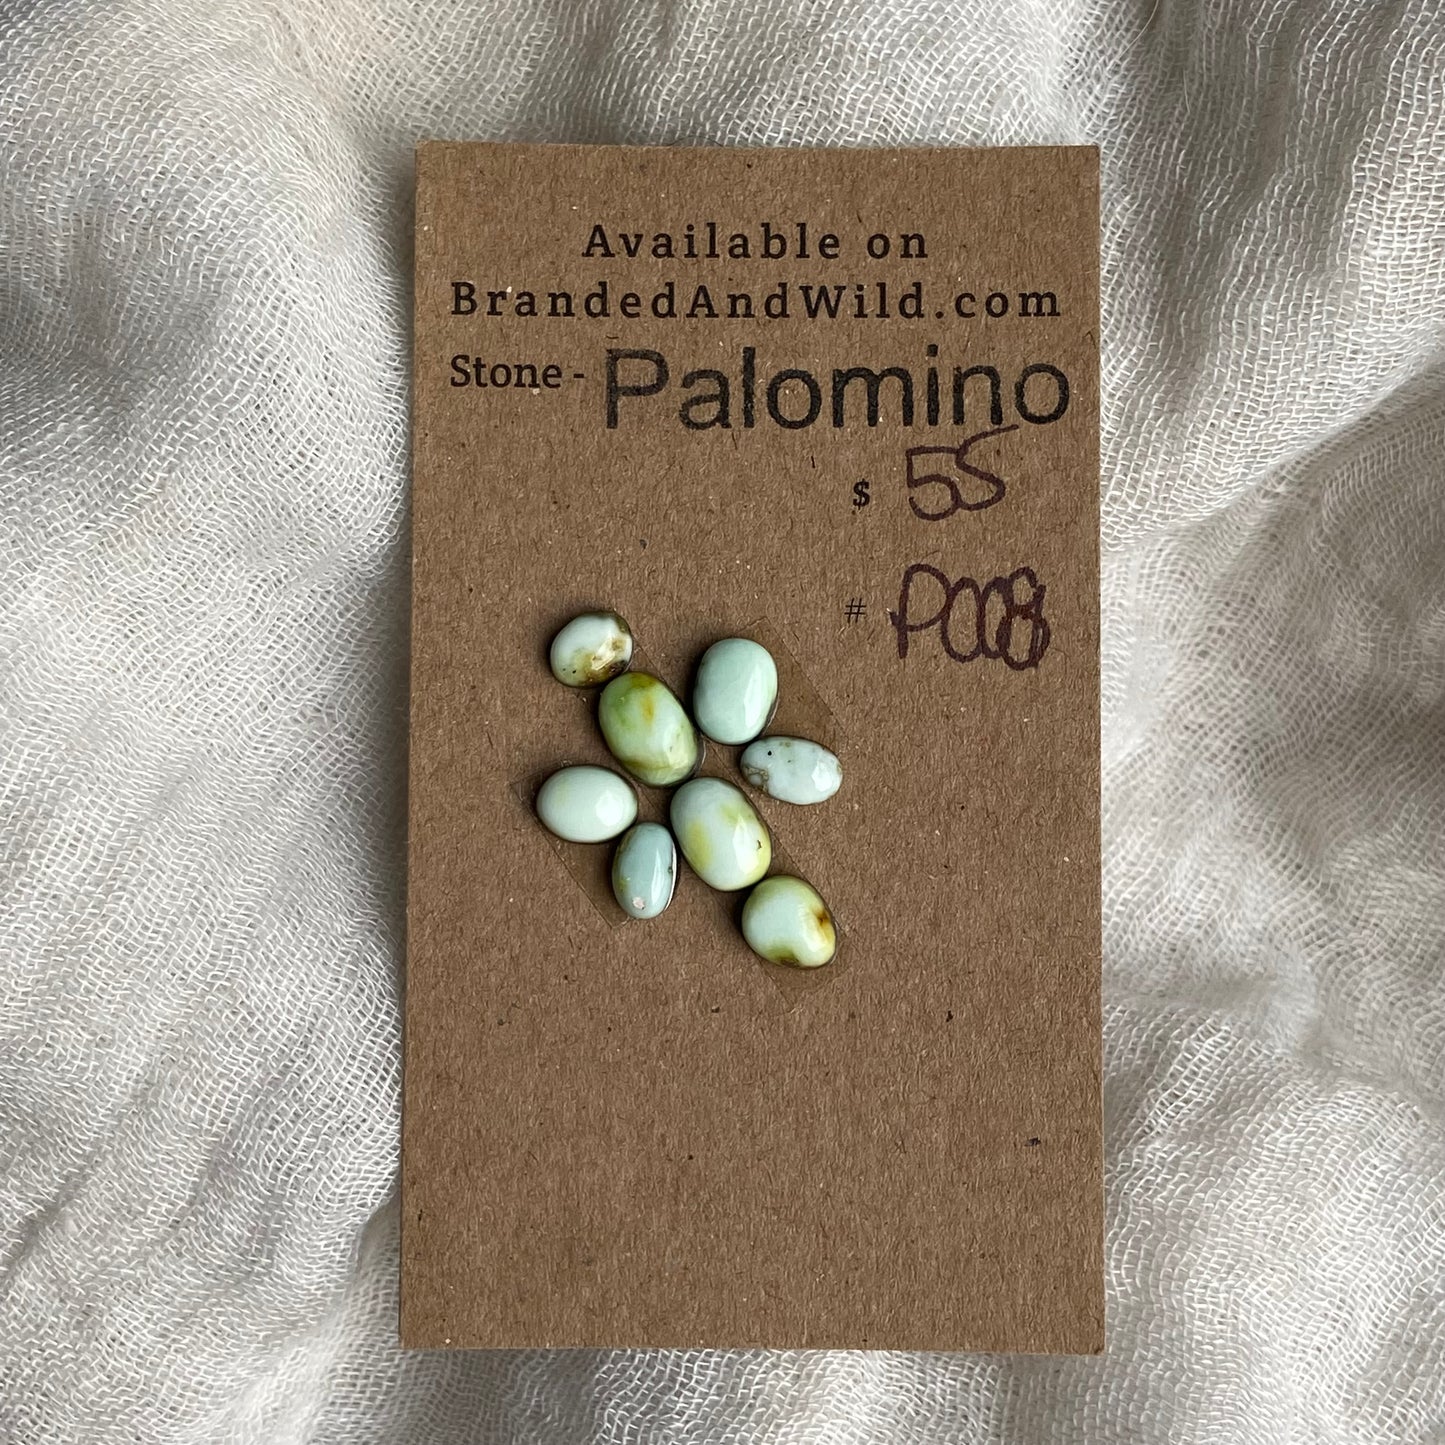 Available on
BrandedAndWild.com
Stone - Palomino
$ 55
# P008